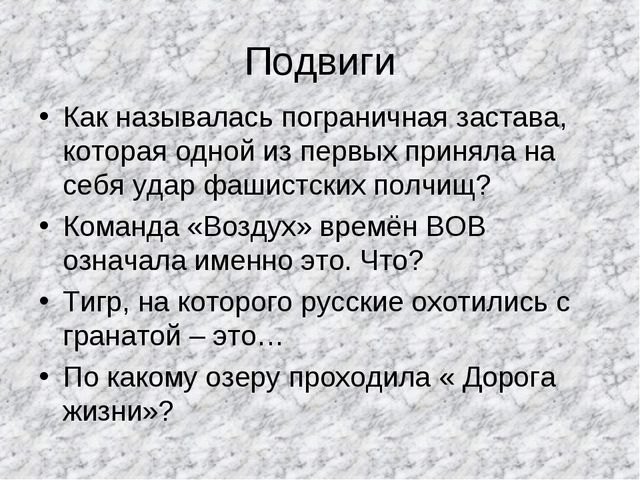 Подвиги
• Как называлась пограничная застава,
которая одной из первых приняла на
себя удар фашистских полчищ?
• Команда «Воздух» времён ВОВ
означала именно это. Что?
• Тигр, на которого русские охотились с
гранатой – это…
• По какому озеру проходила « Дорога
жизни»?